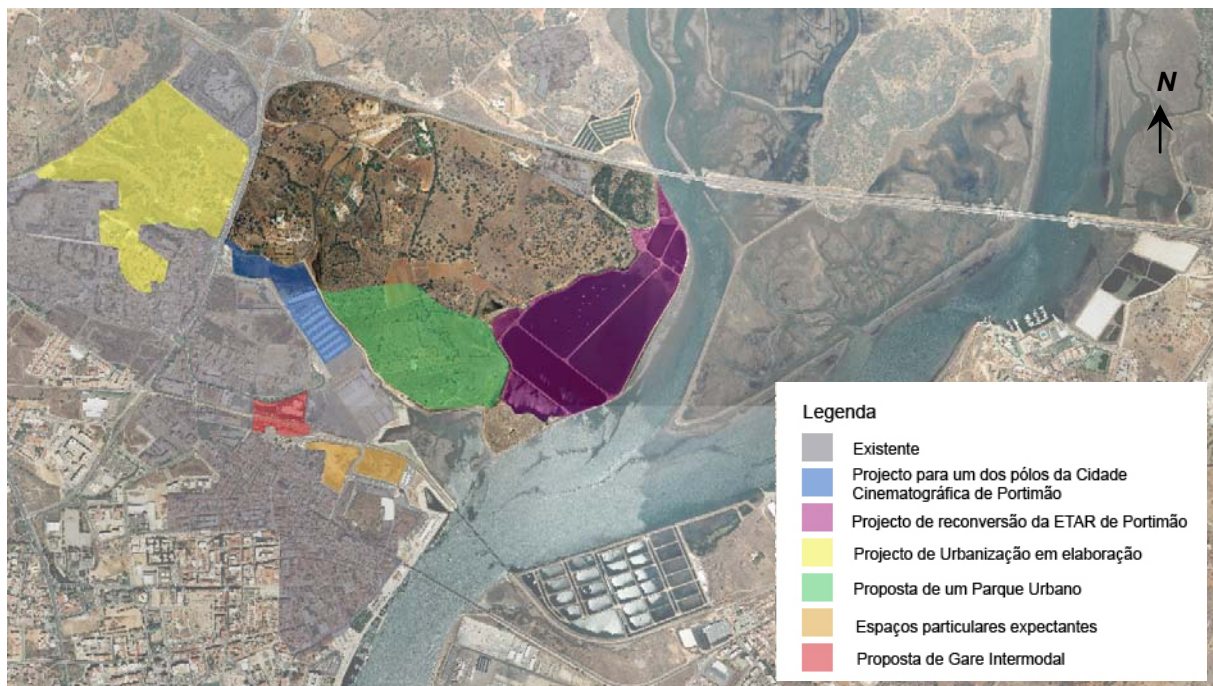 N
Legenda
Existente
Projecto para um dos pólos da Cidade
Cinematográfica de Portimão
Projecto de reconversão da ETAR de Portimão
Projecto de Urbanização em elaboração
Proposta de um Parque Urbano
Espaços particulares expectantes
Proposta de Gare Intermodal